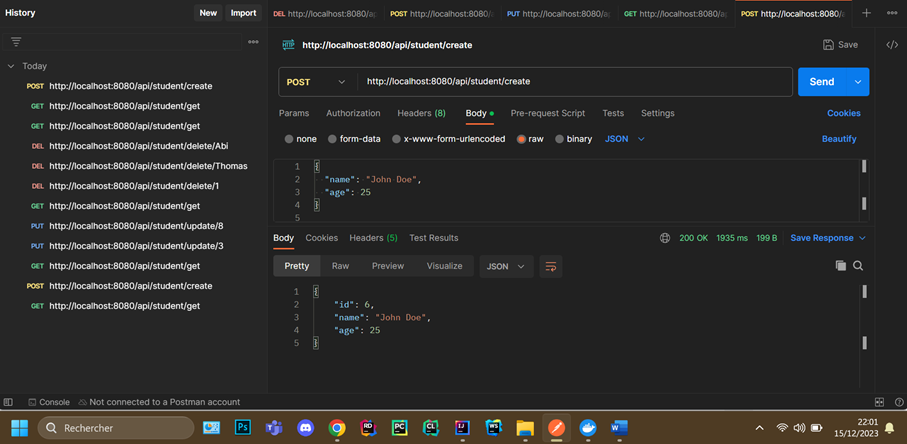 History
New
Import
DEL http://localhost:8080/a
POST http://localhost:8080/
PUT http://localhost:8080/a
GET http://localhost:8080/ap
POST http://localhost:8080/
HTTP http://localhost:8080/api/student/create
Save
Today
POST http://localhost:8080/api/student/create
GET http://localhost:8080/api/student/get
GET http://localhost:8080/api/student/get
DEL http://localhost:8080/api/student/delete/Abi
DEL http://localhost:8080/api/student/delete/Thomas
DEL http://localhost:8080/api/student/delete/1
GET http://localhost:8080/api/student/get
PUT http://localhost:8080/api/student/update/8
PUT http://localhost:8080/api/student/update/3
GET http://localhost:8080/api/student/get
POST http://localhost:8080/api/student/create
GET http://localhost:8080/api/student/get
POST http://localhost:8080/api/student/create
Send
Params Authorization Headers (8) Body Pre-request Script Tests Settings Cookies
none form-data x-www-form-urlencoded raw binary JSON Beautify
1 {
2 "name": "John Doe",
3 "age": 25
4 }
5
Body Cookies Headers (5) Test Results 200 OK 1935 ms 199 B Save Response
Pretty Raw Preview Visualize JSON
1 {
2 "id": 6,
3 "name": "John Doe",
4 "age": 25
5 }
Console Not connected to a Postman account
Rechercher
Ps
RD
PC
CL
IJ
WS
W
22:01
15/12/2023